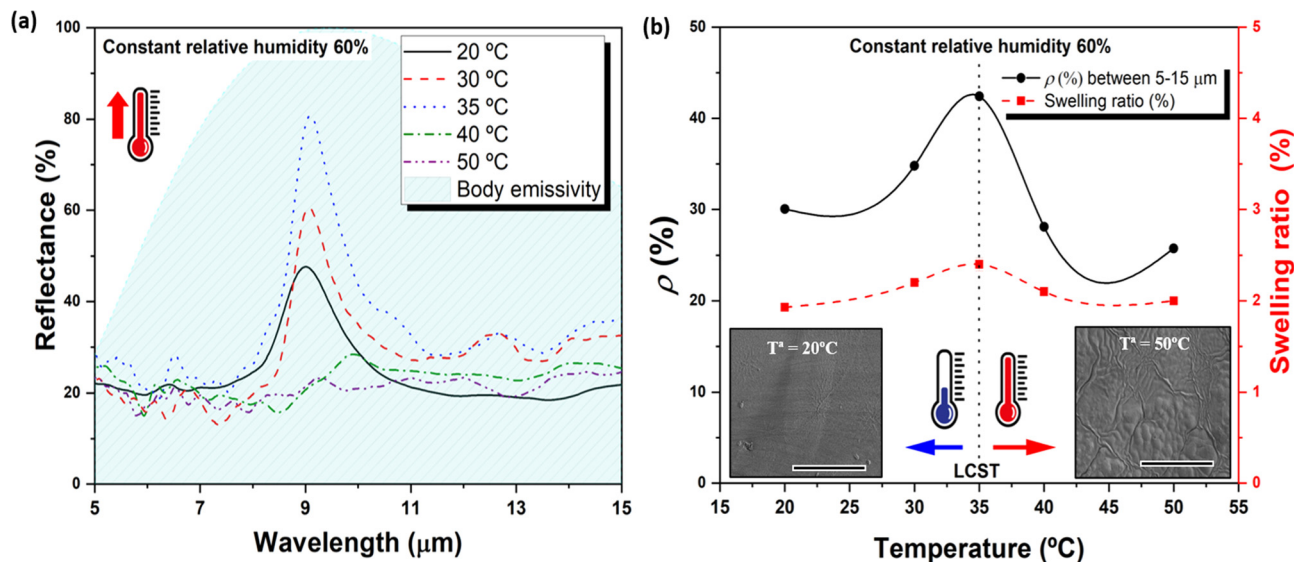 (a)
Constant relative humidity 60%
20 ºC
30 ºC
35 ºC
40 ºC
50 ºC
Body emissivity
Reflectance (%)
100
80
60
40
20
0
5
7
9
11
13
15
Wavelength (μm)
(b)
Constant relative humidity 60%
ρ (%) between 5-15 μm
Swelling ratio (%)
ρ (%)
50
40
30
20
10
0
Tª = 20ºC
Tª = 50ºC
LCST
15
20
25
30
35
40
45
50
55
Temperature (ºC)
5
4
3
2
1
0
Swelling ratio (%)